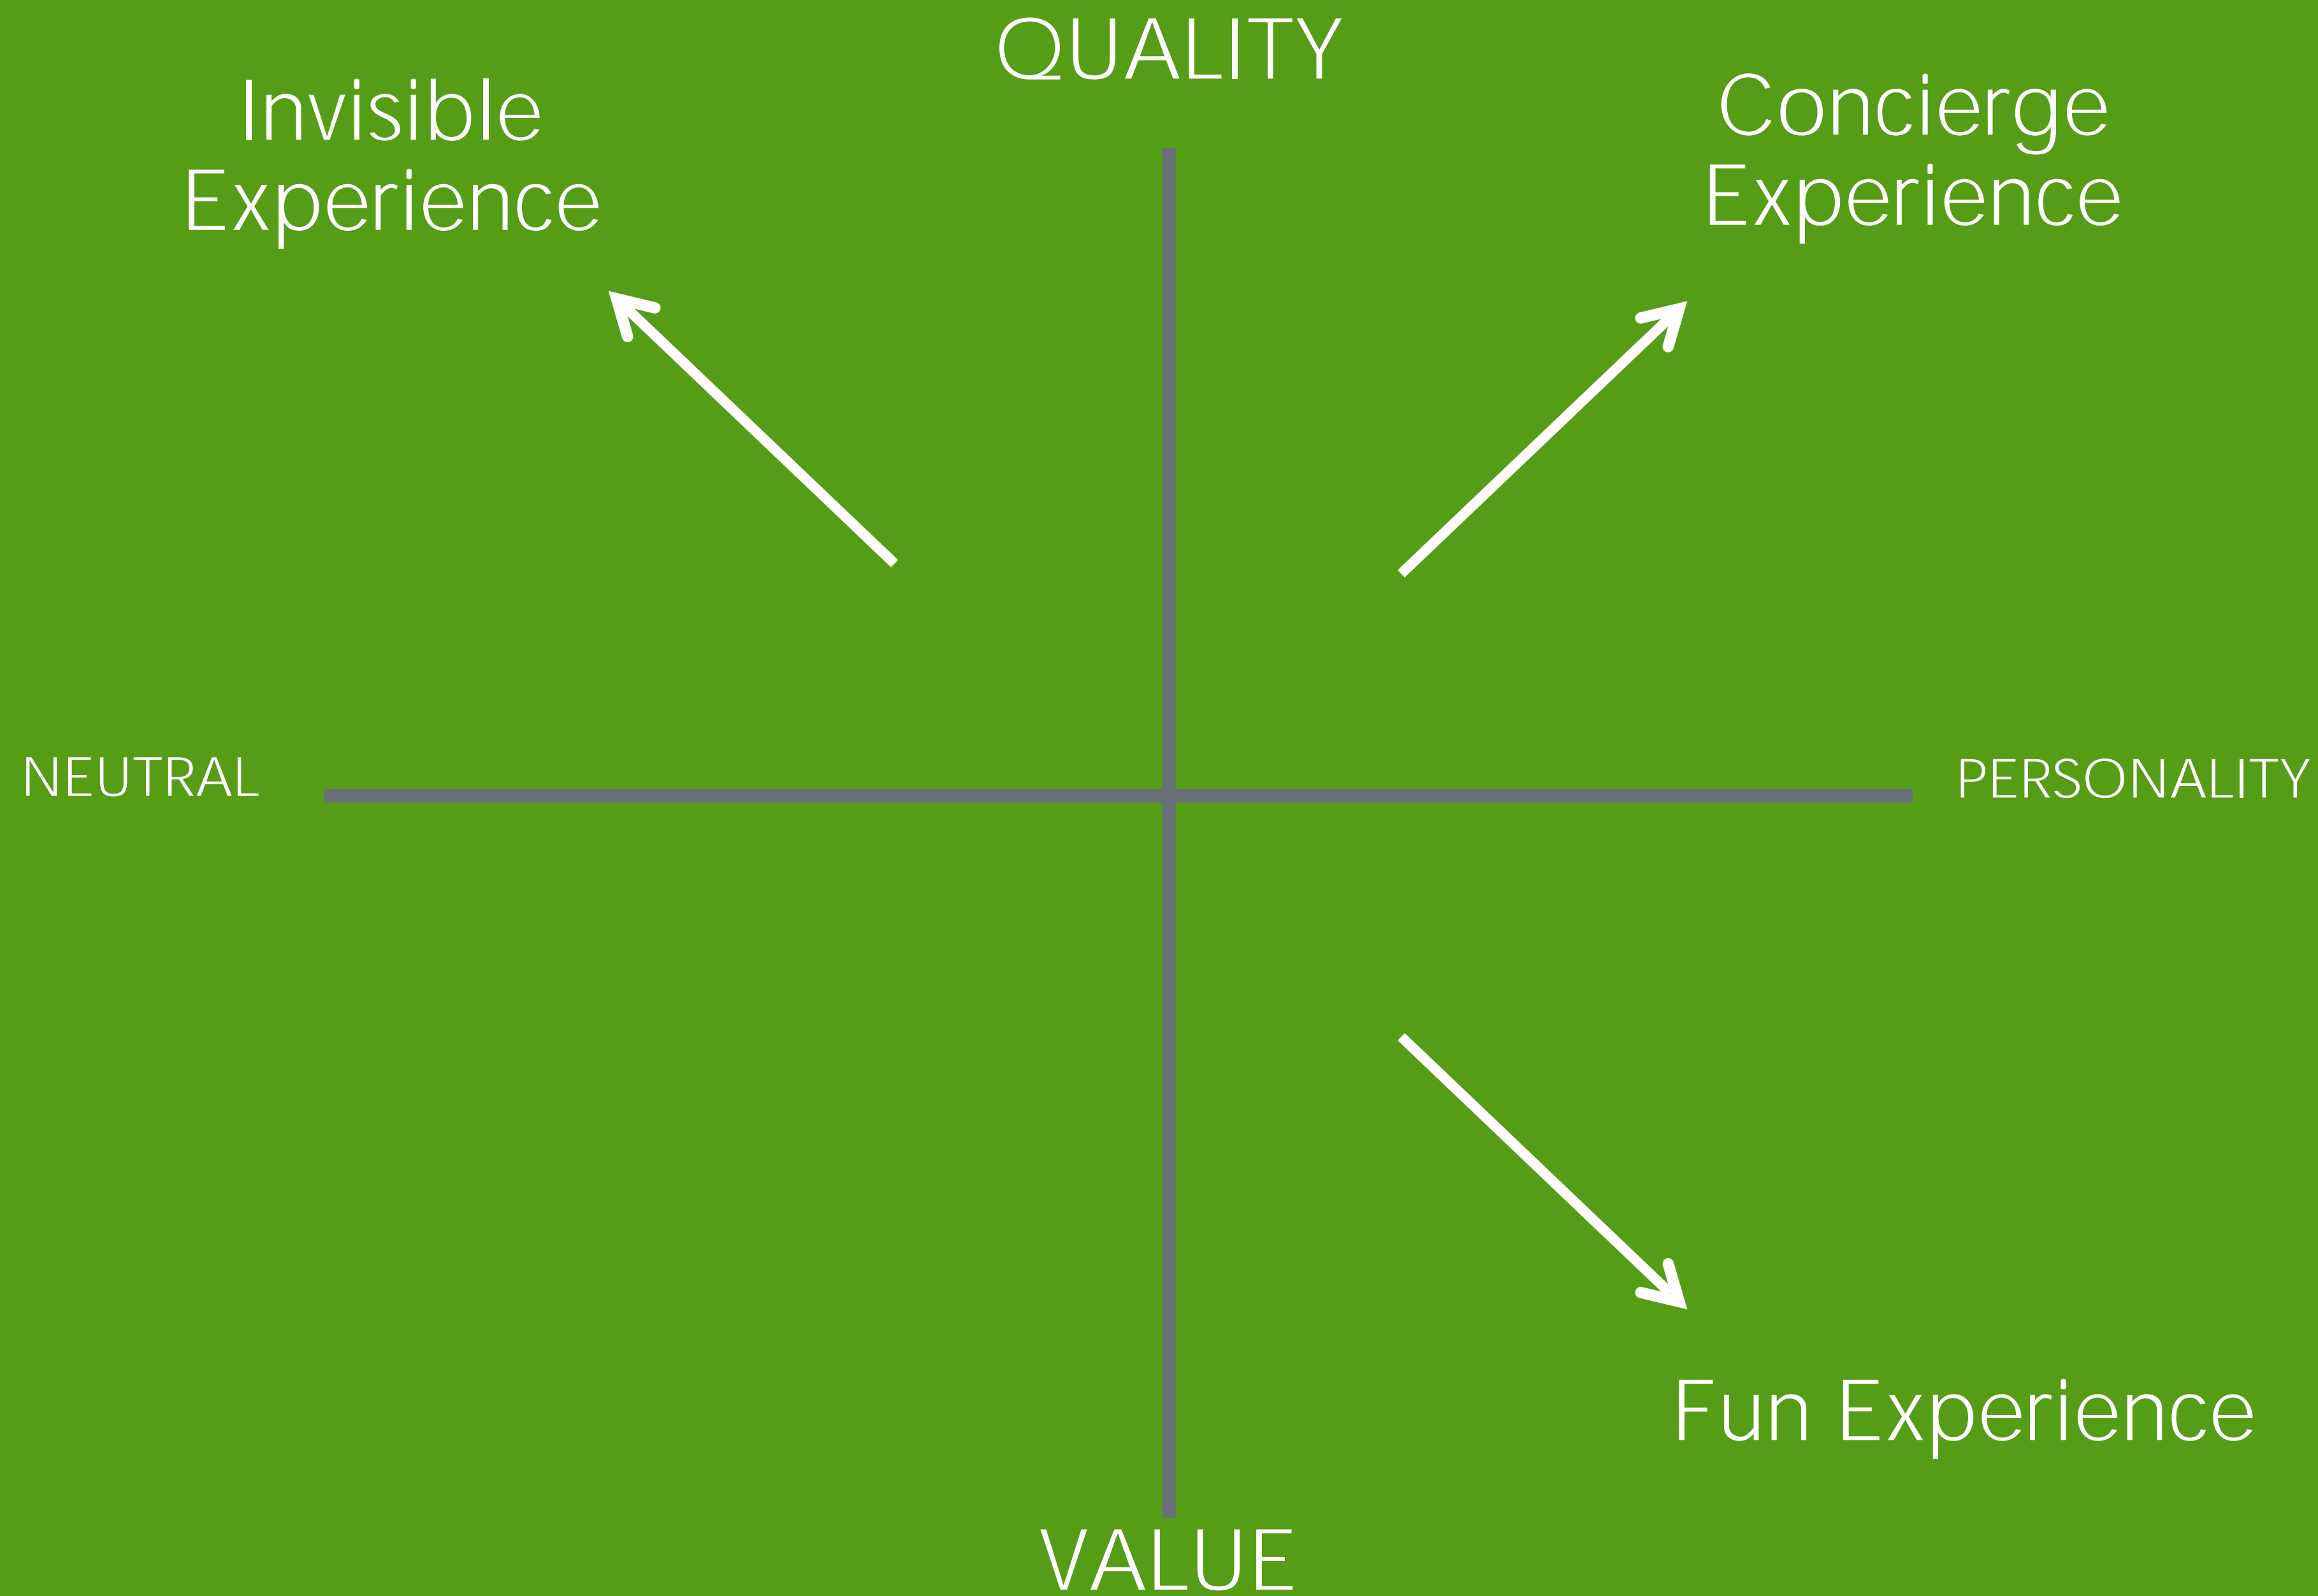 QUALITY
Invisible
Experience
Concierge
Experience
NEUTRAL
PERSONALITY
Fun Experience
VALUE